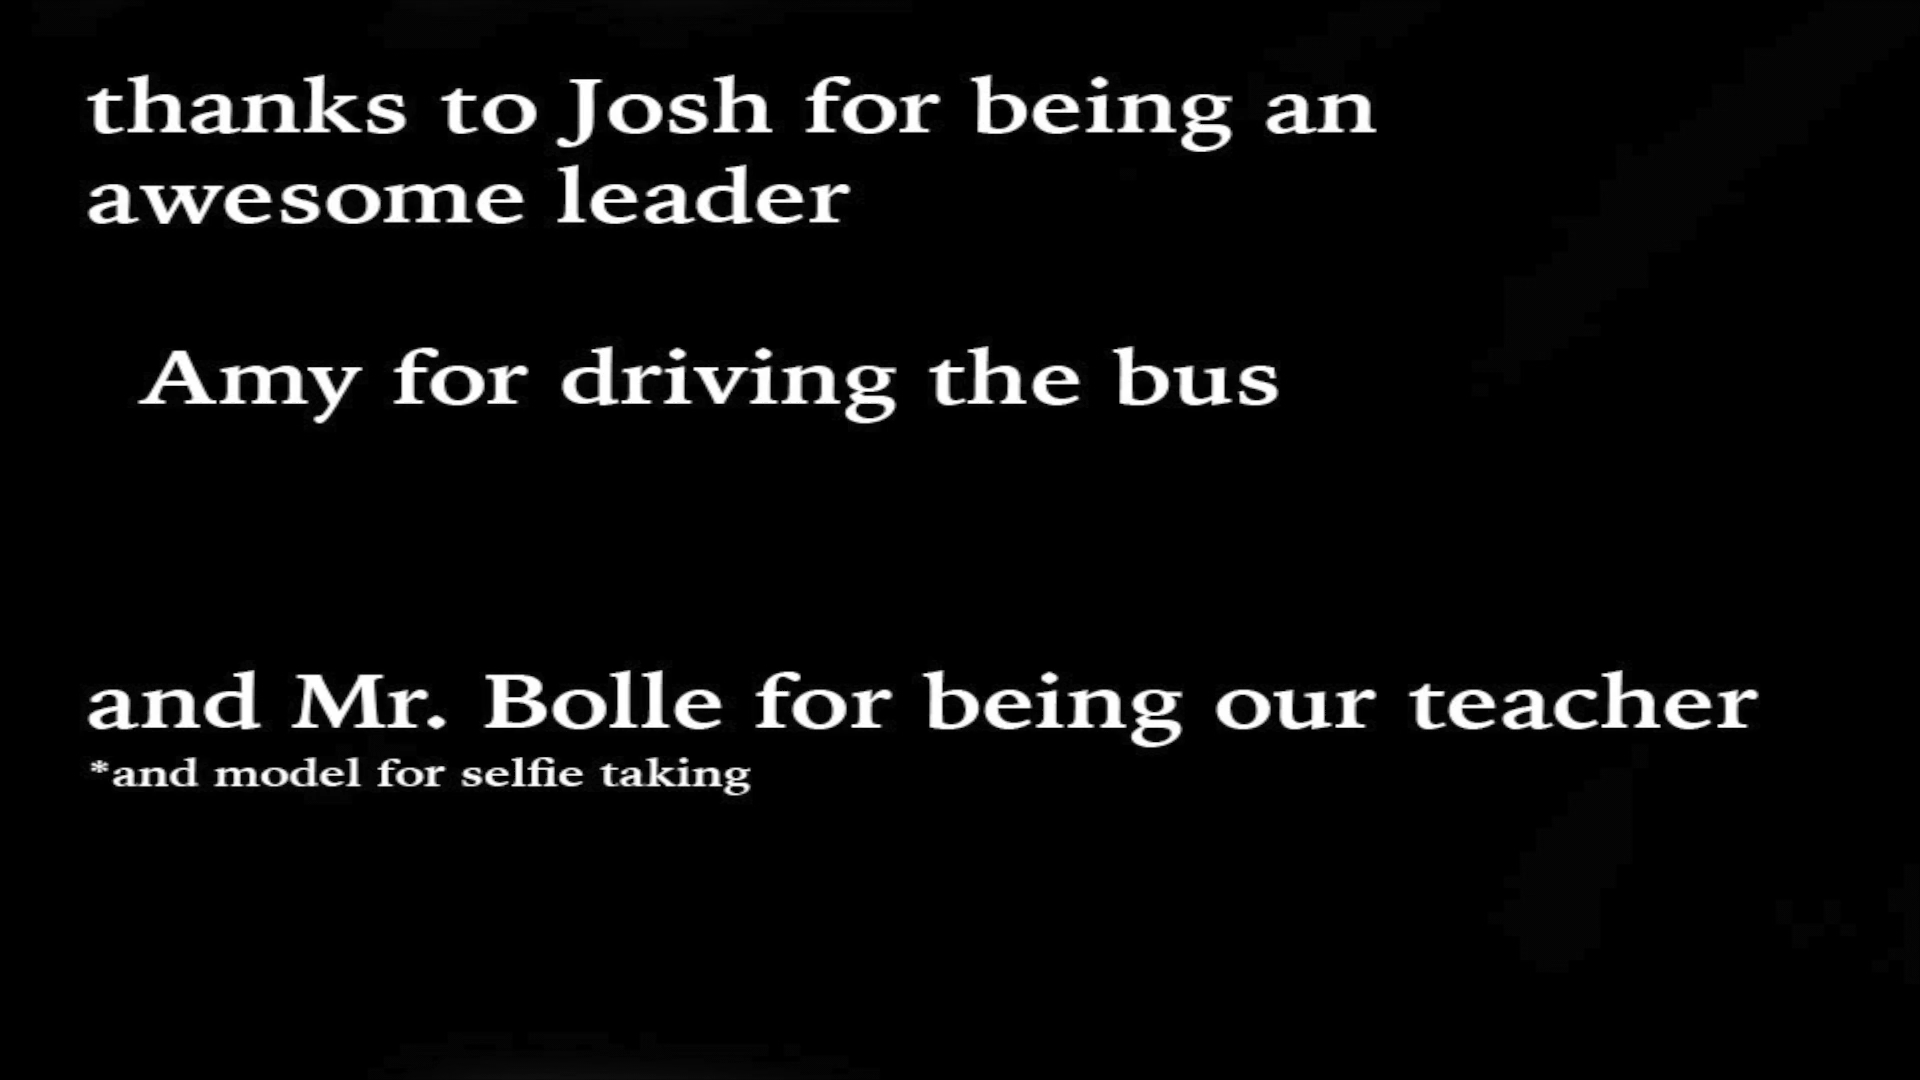 thanks to Josh for being an
awesome leader
Amy for driving the bus
and Mr. Bolle for being our teacher
*and model for selfie taking